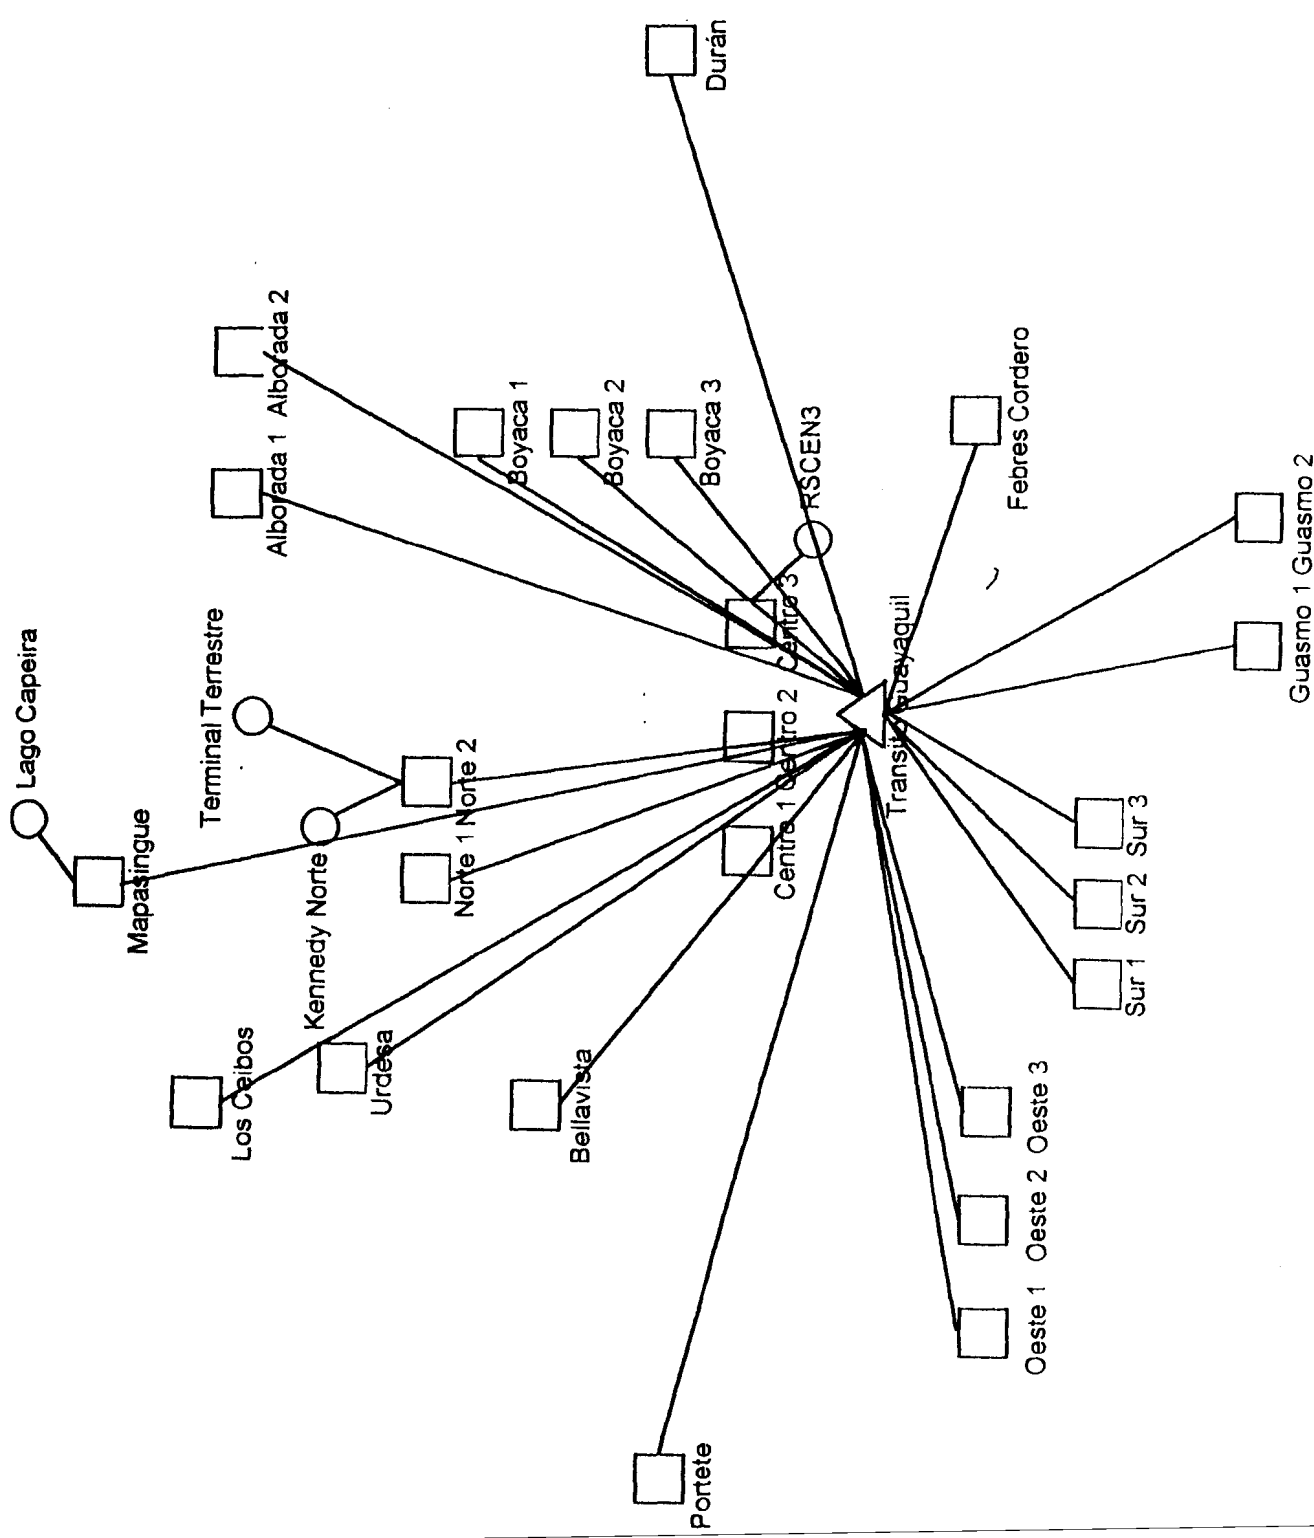 Lago Capeira
Mapasingue
Terminal Terrestre
Kennedy Norte
Los Ceibos
Urdesa
Alborada 1
Alborada 2
Norte 1
Norte 2
Boyaca 1
Boyaca 2
Boyaca 3
Bellavista
Portete
Durán
Centro 1
Centro 2
Centro 3
RSCEN3
Transito Guayaquil
Febres Cordero
Oeste 1
Oeste 2
Oeste 3
Sur 1
Sur 2
Sur 3
Guasmo 1
Guasmo 2